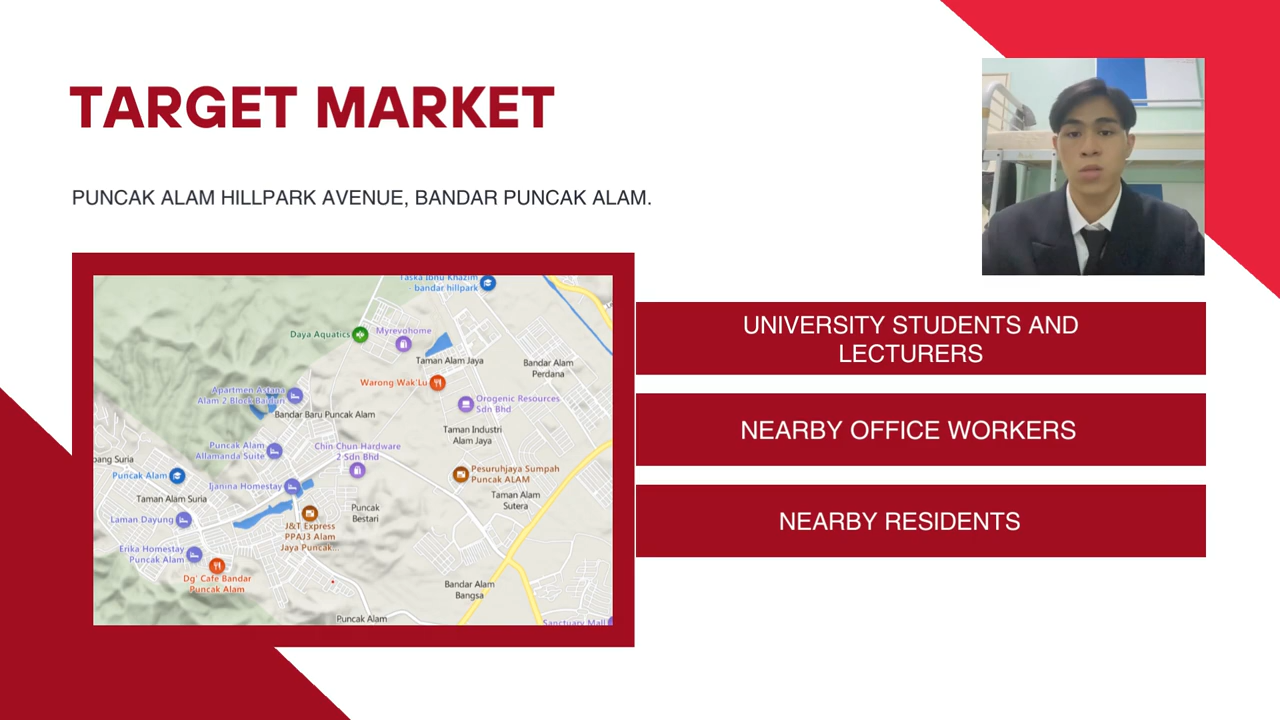 TARGET MARKET
PUNCAK ALAM HILLPARK AVENUE, BANDAR PUNCAK ALAM.
Taska Ibnu Khazim
- bandar hillpark
Daya Aquatics
Myrevohome
Taman Alam Jaya
Bandar Alam
Perdana
Warong Wak'Lu
Apartmen Astana
Alam 2 Block Baiduri
Orogenic Resources
Sdn Bhd
Bandar Baru Puncak Alam
Taman Industri
Alam Jaya
Puncak Alam
Allamanda Suite
Chin Chun Hardware
2 Sdn Bhd
pang Suria
Puncak Alam
Pesuruhjaya Sumpah
Puncak ALAM
Ijanina Homestay
Taman Alam Suria
Taman Alam
Sutera
Puncak
Bestari
Laman Dayung
J&T Express
PPAJ3 Alam
Jaya Puncak...
Erika Homestay
Puncak Alam
Dg' Cafe Bandar
Puncak Alam
Bandar Alam
Bangsa
Puncak Alam
Sanctuary Mall
UNIVERSITY STUDENTS AND
LECTURERS
NEARBY OFFICE WORKERS
NEARBY RESIDENTS